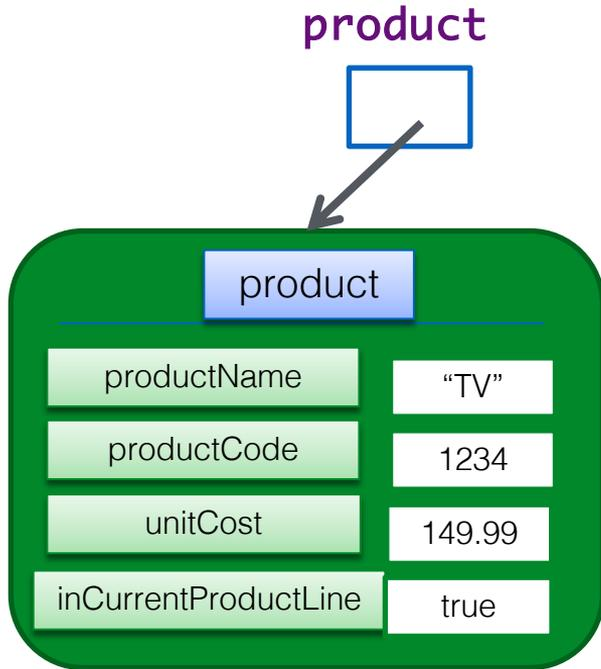 product
product
productName “TV”
productCode 1234
unitCost 149.99
inCurrentProductLine true